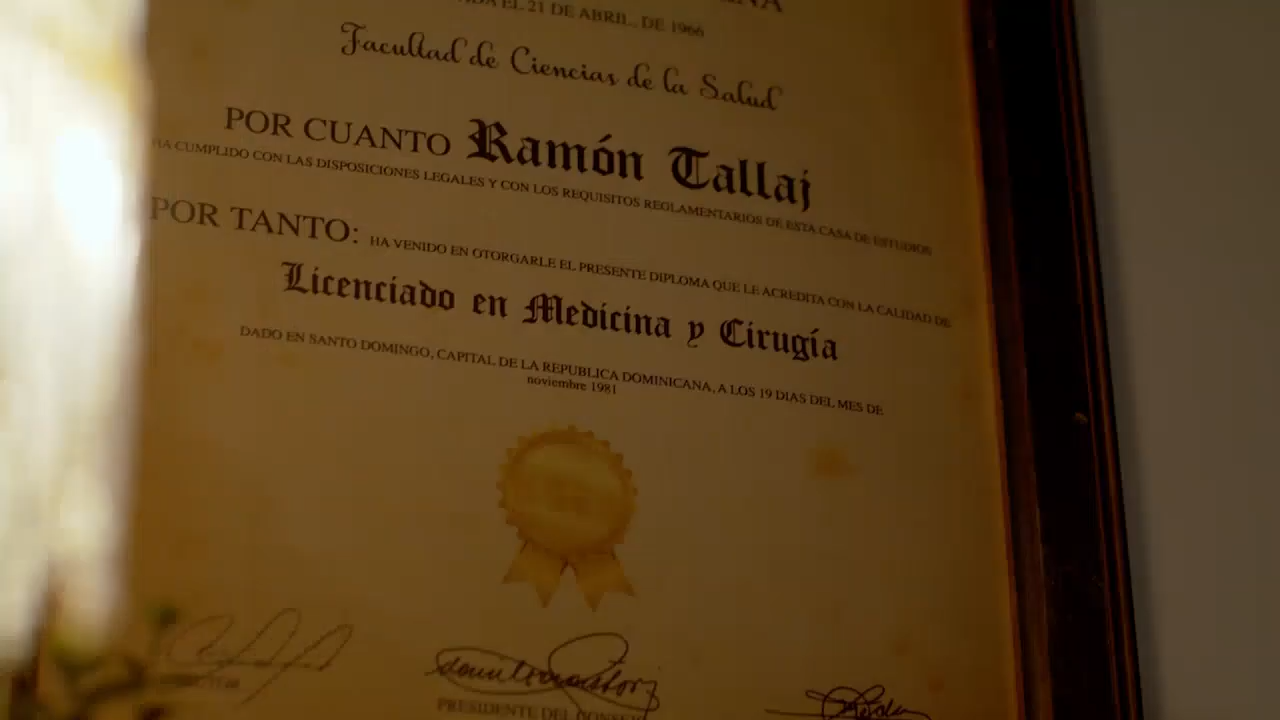 EL 21 DE ABRIL, DE 1966
Facultad de Ciencias de la Salud
POR CUANTO Ramón Tallaj
HA CUMPLIDO CON LAS DISPOSICIONES LEGALES Y CON LOS REQUISITOS REGLAMENTARIOS DE ESTA CASA DE ESTUDIOS
POR TANTO: HA VENIDO EN OTORGARLE EL PRESENTE DIPLOMA QUE LE ACREDITA CON LA CALIDAD DE
Licenciado en Medicina y Cirugía
DADO EN SANTO DOMINGO, CAPITAL DE LA REPUBLICA DOMINICANA, A LOS 19 DIAS DEL MES DE
noviembre 1981
PRESIDENTE DEL